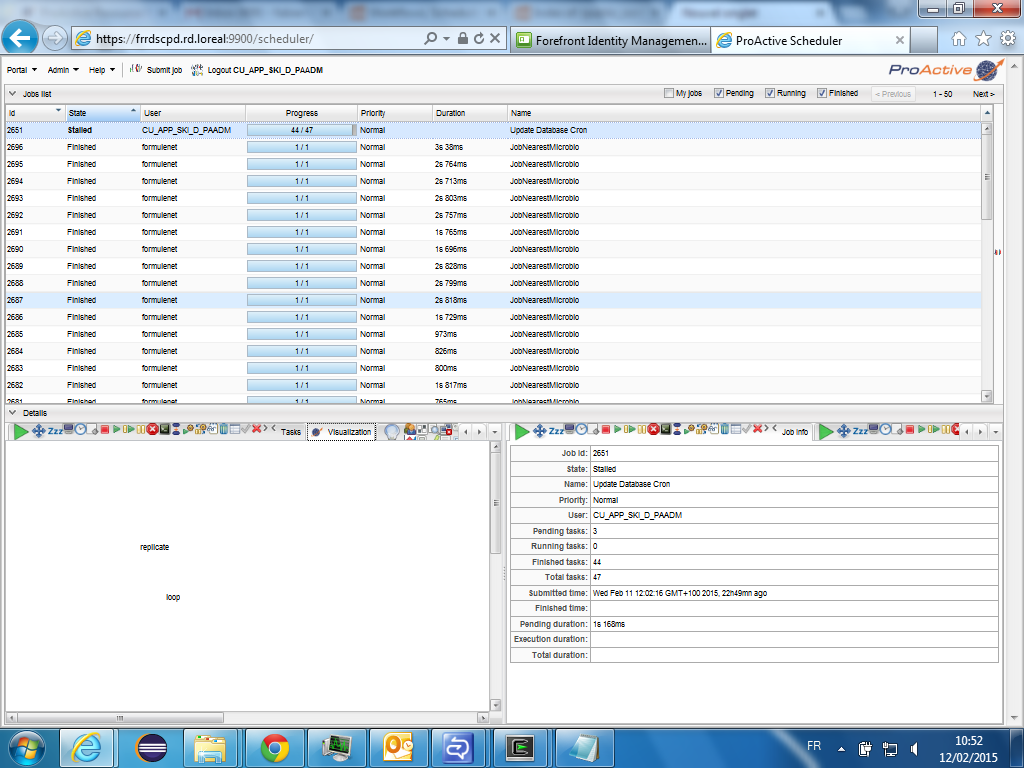 https://frrdscpd.rd.loreal:9900/scheduler/
Forefront Identity Managemen...
ProActive Scheduler
Portal Admin Help Submit job Logout CU_APP_SKI_D_PAADM
ProActive
Jobs list My jobs Pending Running Finished < Previous 1 - 50 Next >
Id State User Progress Priority Duration Name
2651 Stalled CU_APP_SKI_D_PAADM 44 / 47 Normal Update Database Cron
2696 Finished formulenet 1 / 1 Normal 3s 38ms JobNearestMicrobio
2695 Finished formulenet 1 / 1 Normal 2s 764ms JobNearestMicrobio
2694 Finished formulenet 1 / 1 Normal 2s 713ms JobNearestMicrobio
2693 Finished formulenet 1 / 1 Normal 2s 803ms JobNearestMicrobio
2692 Finished formulenet 1 / 1 Normal 2s 757ms JobNearestMicrobio
2691 Finished formulenet 1 / 1 Normal 1s 765ms JobNearestMicrobio
2690 Finished formulenet 1 / 1 Normal 1s 696ms JobNearestMicrobio
2689 Finished formulenet 1 / 1 Normal 2s 828ms JobNearestMicrobio
2688 Finished formulenet 1 / 1 Normal 2s 799ms JobNearestMicrobio
2687 Finished formulenet 1 / 1 Normal 2s 818ms JobNearestMicrobio
2686 Finished formulenet 1 / 1 Normal 1s 729ms JobNearestMicrobio
2685 Finished formulenet 1 / 1 Normal 973ms JobNearestMicrobio
2684 Finished formulenet 1 / 1 Normal 826ms JobNearestMicrobio
2683 Finished formulenet 1 / 1 Normal 800ms JobNearestMicrobio
2682 Finished formulenet 1 / 1 Normal 1s 817ms JobNearestMicrobio
2681 Finished formulenet 1 / 1 Normal 765ms JobNearestMicrobio
Details
Zzz Tasks Visualization
Zzz Job Info Zzz
replicate
loop
Job Id: 2651
State: Stalled
Name: Update Database Cron
Priority: Normal
User: CU_APP_SKI_D_PAADM
Pending tasks: 3
Running tasks: 0
Finished tasks: 44
Total tasks: 47
Submitted time: Wed Feb 11 12:02:16 GMT+100 2015, 22h49mn ago
Finished time:
Pending duration: 1s 168ms
Execution duration:
Total duration:
FR
10:52
12/02/2015